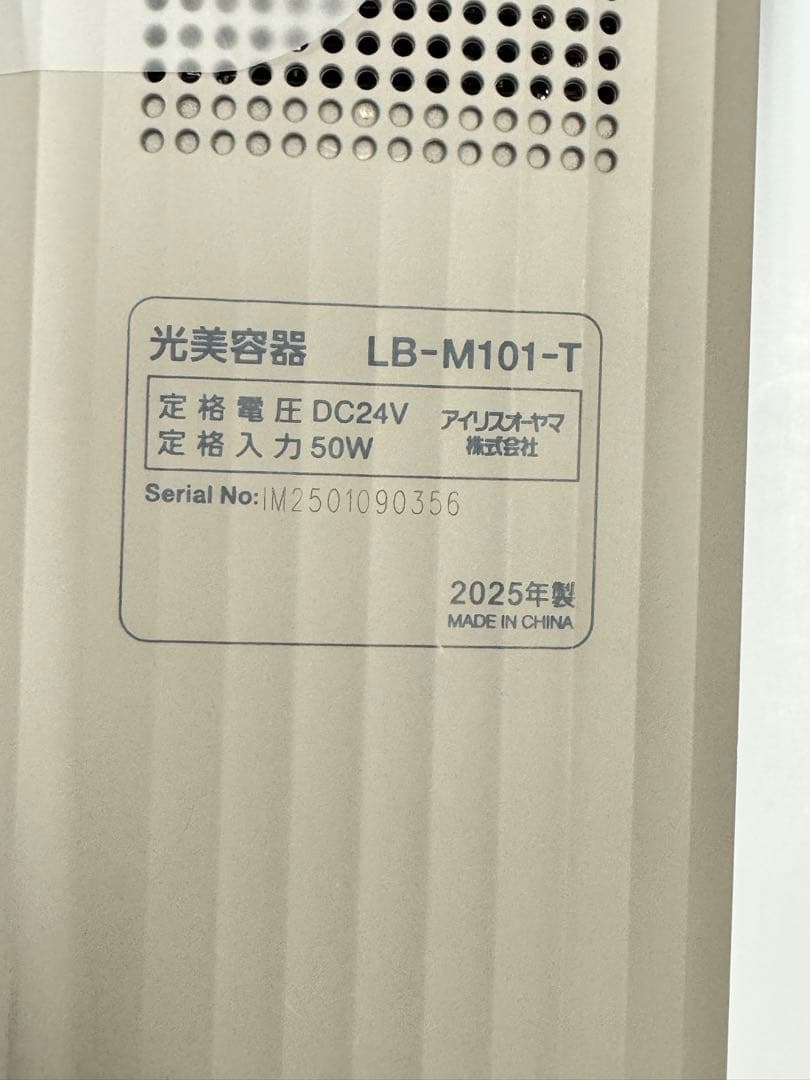 光美容器 LB-M101-T
定格電圧 DC24V
定格入力 50W
アイリスオーヤマ
株式会社
Serial No:IM2501090356
2025年製
MADE IN CHINA